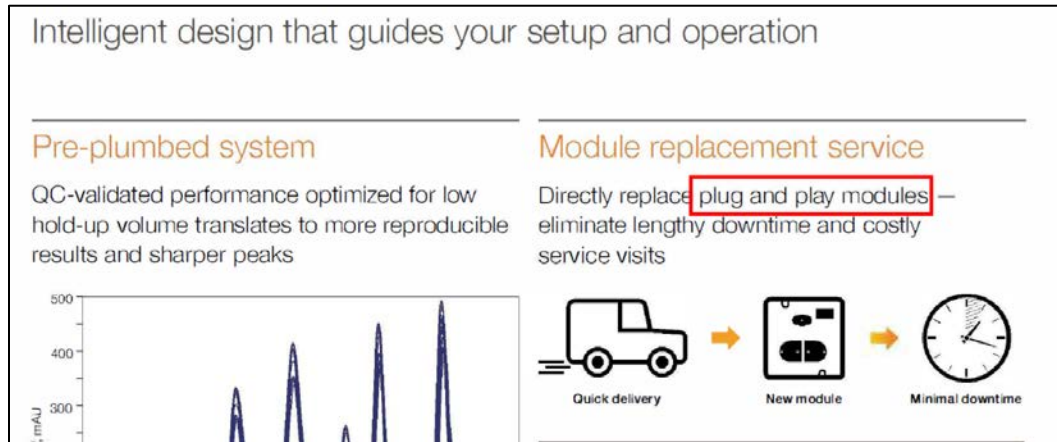 Intelligent design that guides your setup and operation
Pre-plumbed system
QC-validated performance optimized for low
hold-up volume translates to more reproducible
results and sharper peaks
500
400
300
mAU
Module replacement service
Directly replace plug and play modules —
eliminate lengthy downtime and costly
service visits
Quick delivery
New module
Minimal downtime